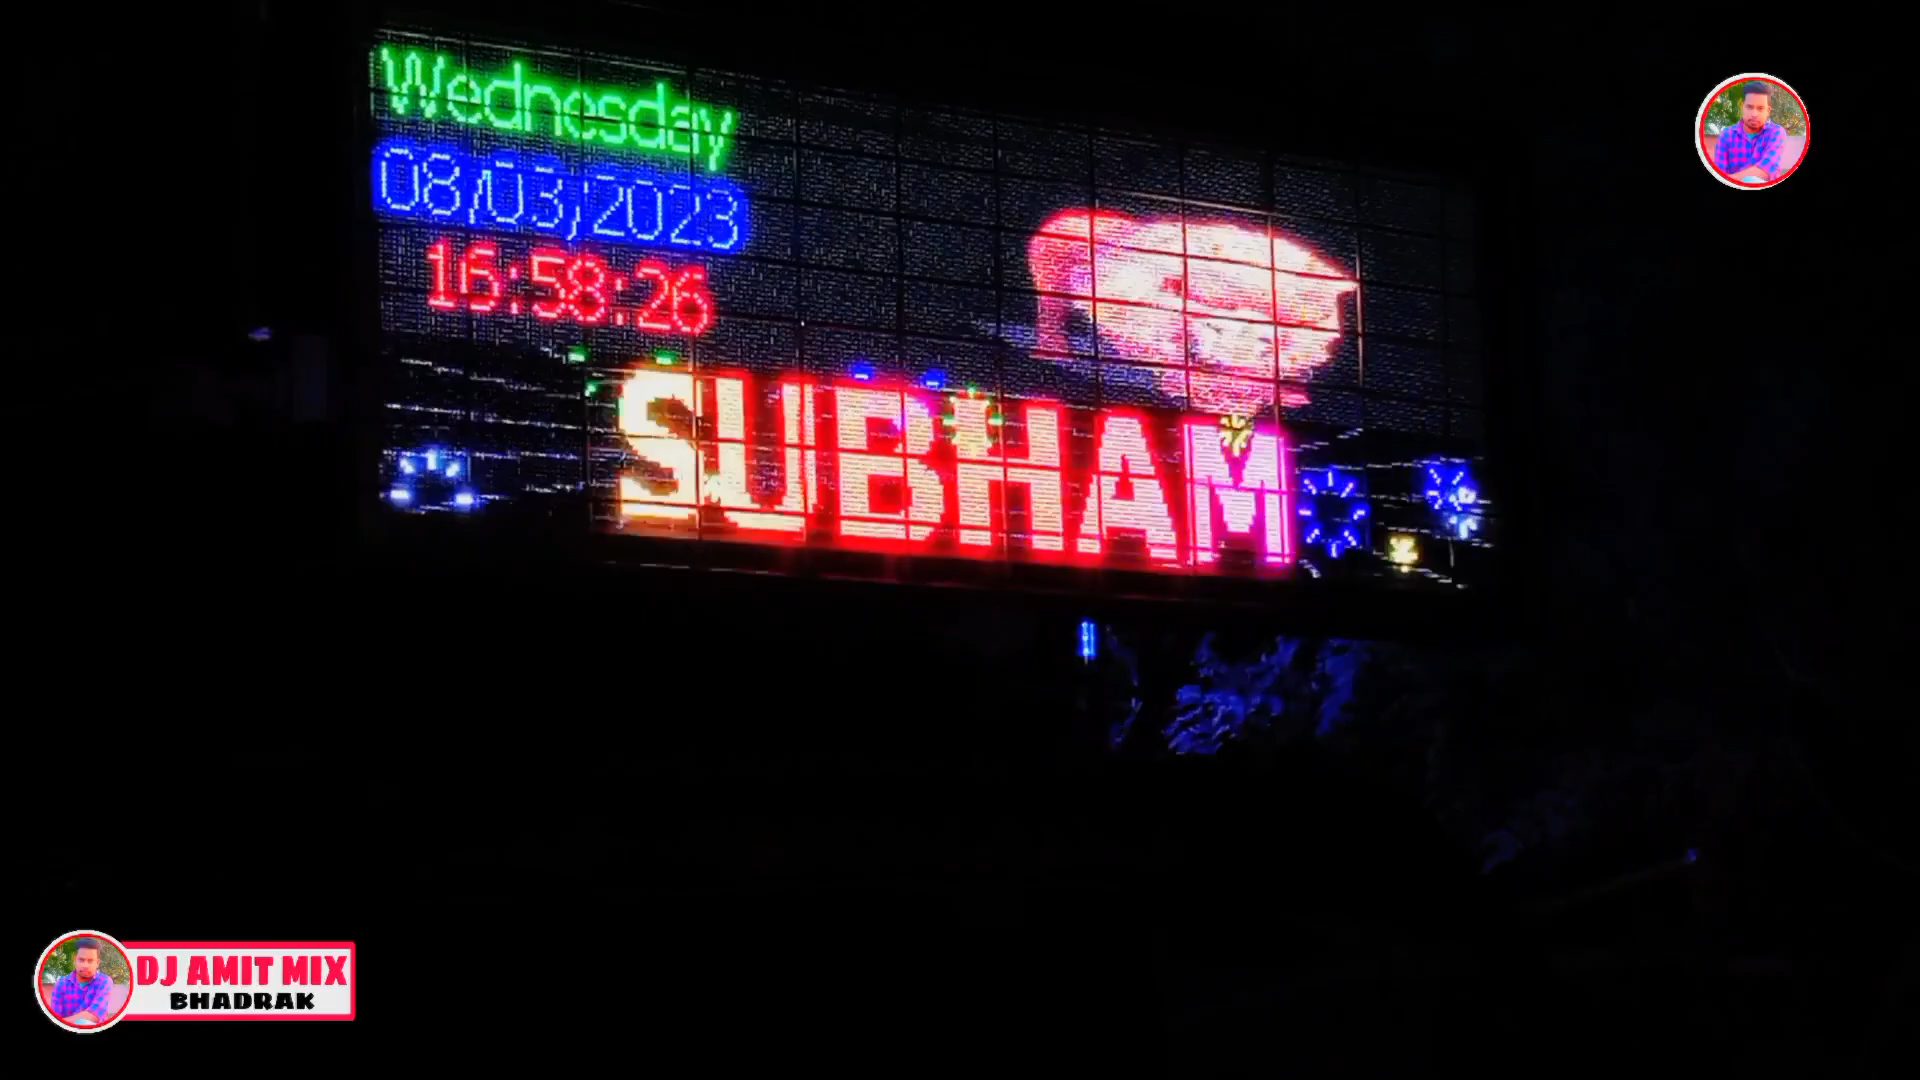 Wednesday
08/03/2023
16:58:26
SUBHAM
DJ AMIT MIX
BHADRAK